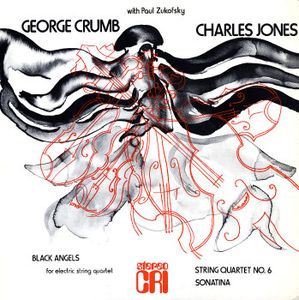 with Paul Zukofsky
GEORGE CRUMB
CHARLES JONES
BLACK ANGELS
for electric string quartet
stereo
CRI
STRING QUARTET NO. 6
SONATINA